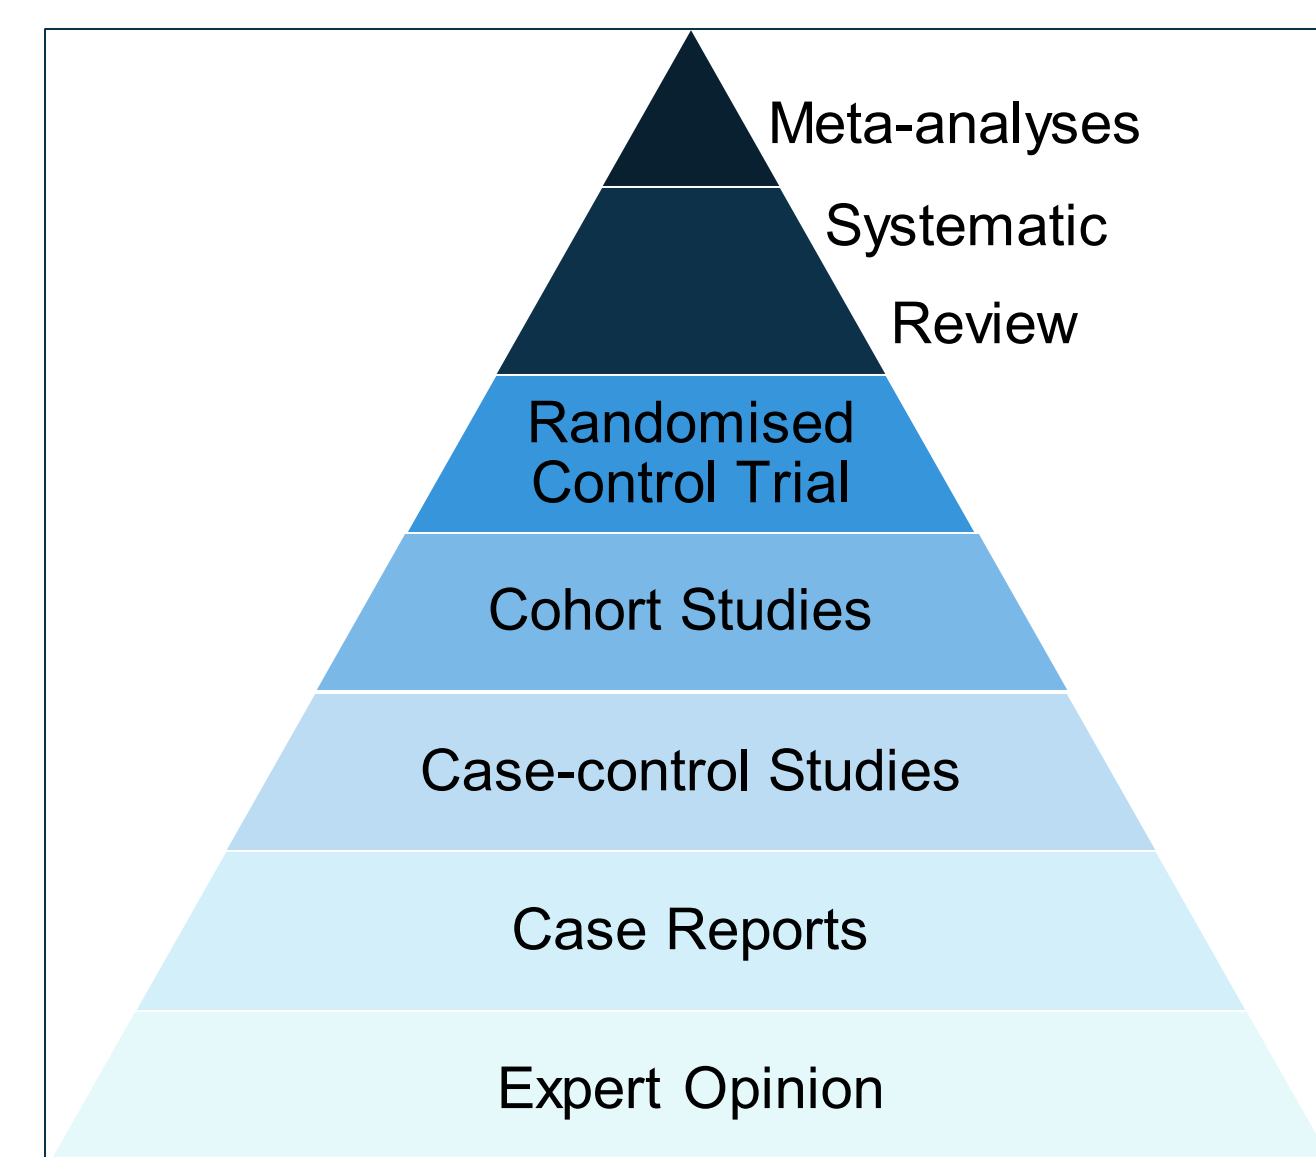 Meta-analyses
Systematic
Review
Randomised
Control Trial
Cohort Studies
Case-control Studies
Case Reports
Expert Opinion